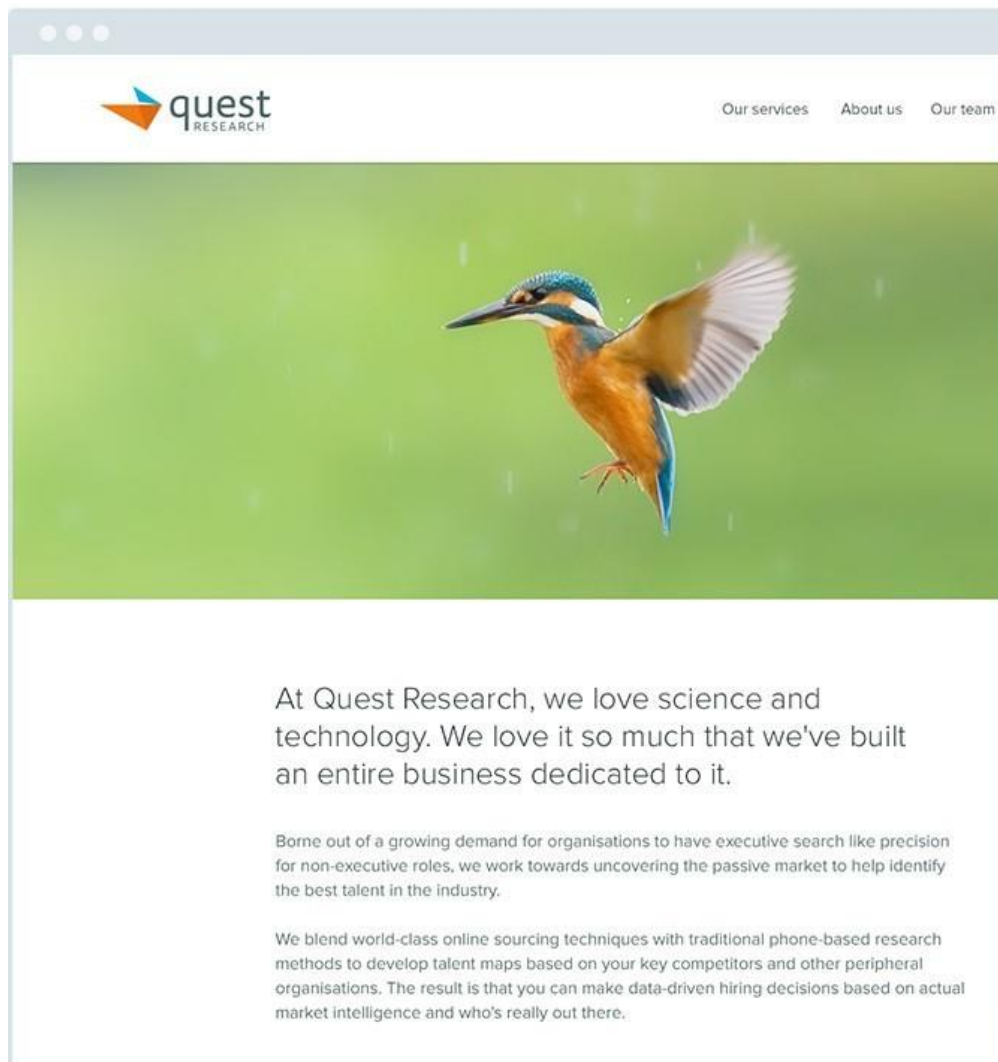 quest
RESEARCH
Our services About us Our team
At Quest Research, we love science and
technology. We love it so much that we've built
an entire business dedicated to it.
Borne out of a growing demand for organisations to have executive search like precision
for non-executive roles, we work towards uncovering the passive market to help identify
the best talent in the industry.
We blend world-class online sourcing techniques with traditional phone-based research
methods to develop talent maps based on your key competitors and other peripheral
organisations. The result is that you can make data-driven hiring decisions based on actual
market intelligence and who's really out there.